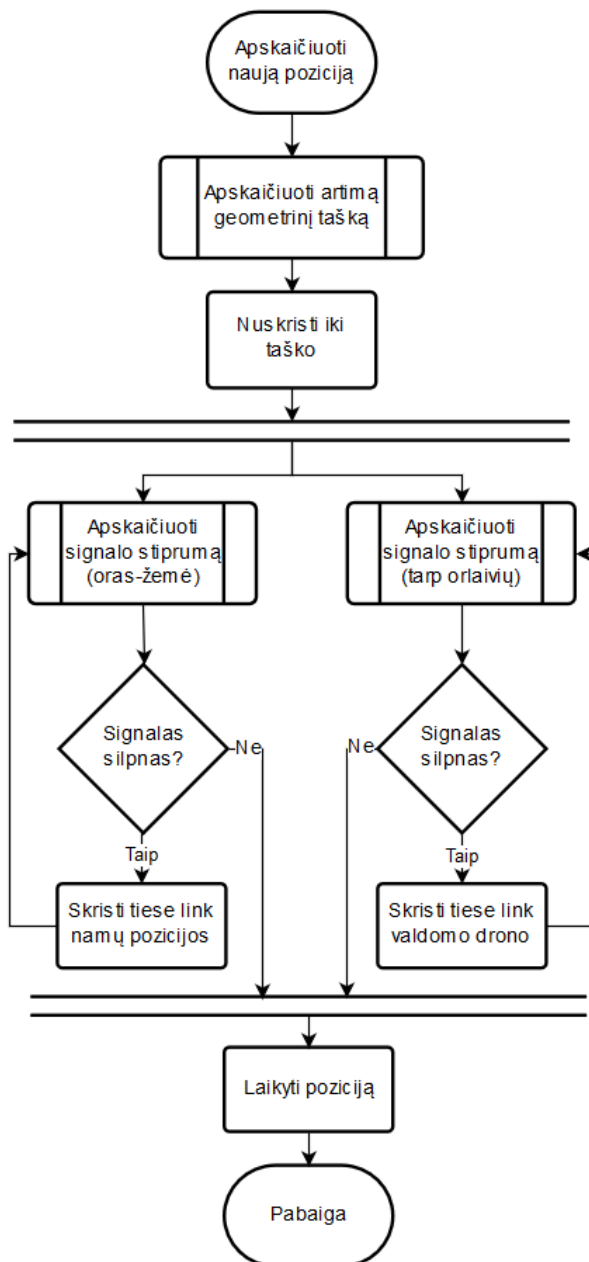 Apskaičiuoti
naują poziciją
Apskaičiuoti artimą
geometrinį tašką
Nuskristi iki
taško
Apskaičiuoti
signalo stiprumą
(oras-žemė)
Apskaičiuoti
signalo stiprumą
(tarp orlaivių)
Signalas
silpnas?
Ne
Ne
Signalas
silpnas?
Taip
Taip
Skristi tiese link
namų pozicijos
Skristi tiese link
valdomo drono
Laikyti poziciją
Pabaiga